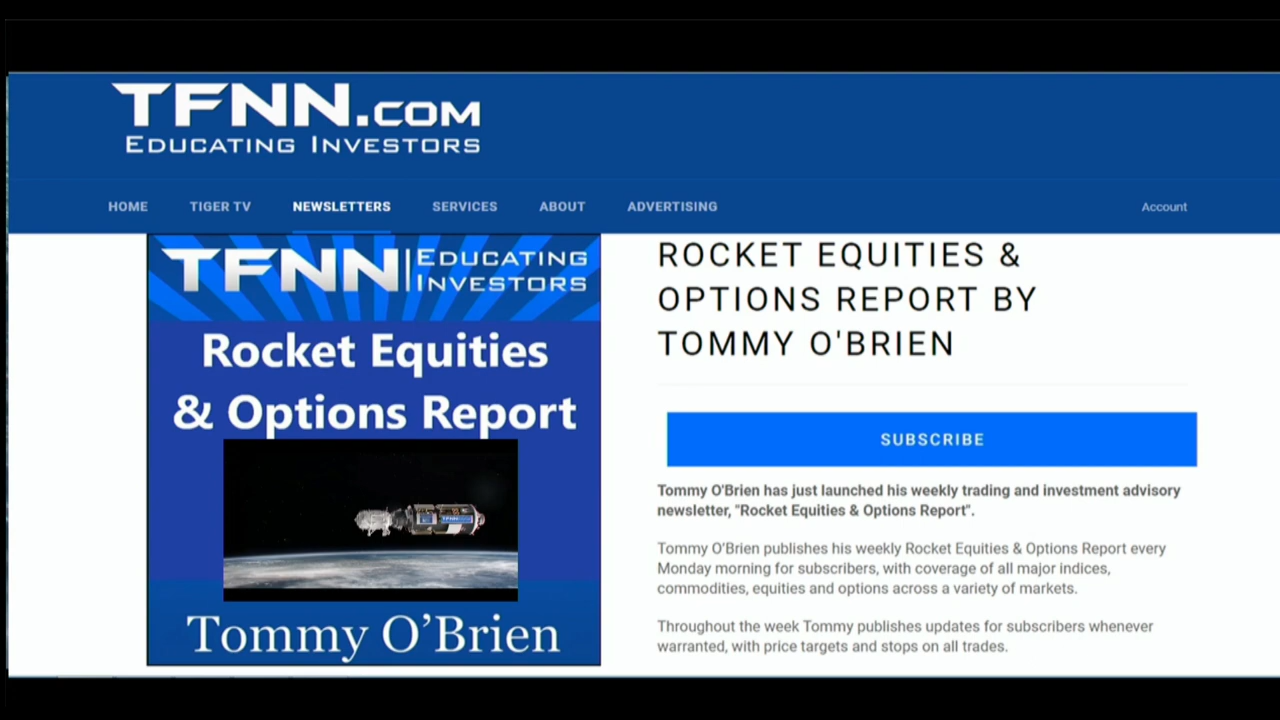 TFNN.COM
EDUCATING INVESTORS
HOME TIGER TV NEWSLETTERS SERVICES ABOUT ADVERTISING Account
TFNN EDUCATING
INVESTORS
Rocket Equities
& Options Report
TFNN
Tommy O’Brien
ROCKET EQUITIES &
OPTIONS REPORT BY
TOMMY O'BRIEN
SUBSCRIBE
Tommy O'Brien has just launched his weekly trading and investment advisory
newsletter, "Rocket Equities & Options Report".
Tommy O’Brien publishes his weekly Rocket Equities & Options Report every
Monday morning for subscribers, with coverage of all major indices,
commodities, equities and options across a variety of markets.
Throughout the week Tommy publishes updates for subscribers whenever
warranted, with price targets and stops on all trades.